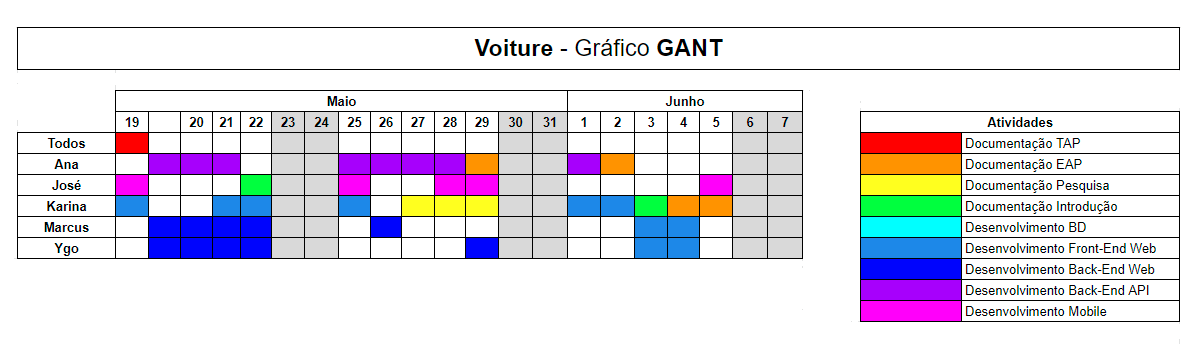 Voiture - Gráfico GANT
Maio Junho
19 20 21 22 23 24 25 26 27 28 29 30 31 1 2 3 4 5 6 7
Todos
Ana
José
Karina
Marcus
Ygo
Atividades
Documentação TAP
Documentação EAP
Documentação Pesquisa
Documentação Introdução
Desenvolvimento BD
Desenvolvimento Front-End Web
Desenvolvimento Back-End Web
Desenvolvimento Back-End API
Desenvolvimento Mobile